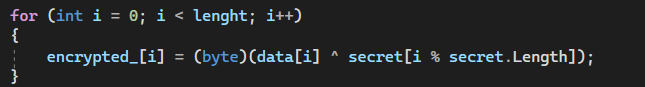 for (int i = 0; i < lenght; i++)
{
    encrypted_[i] = (byte)(data[i] ^ secret[i % secret.Length]);
}